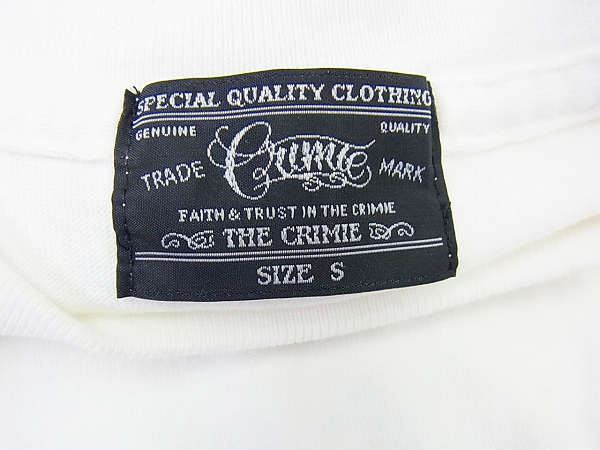 SPECIAL QUALITY CLOTHING
GENUINE QUALITY
TRADE Crimie MARK
FAITH & TRUST IN THE CRIMIE
THE CRIMIE
SIZE S